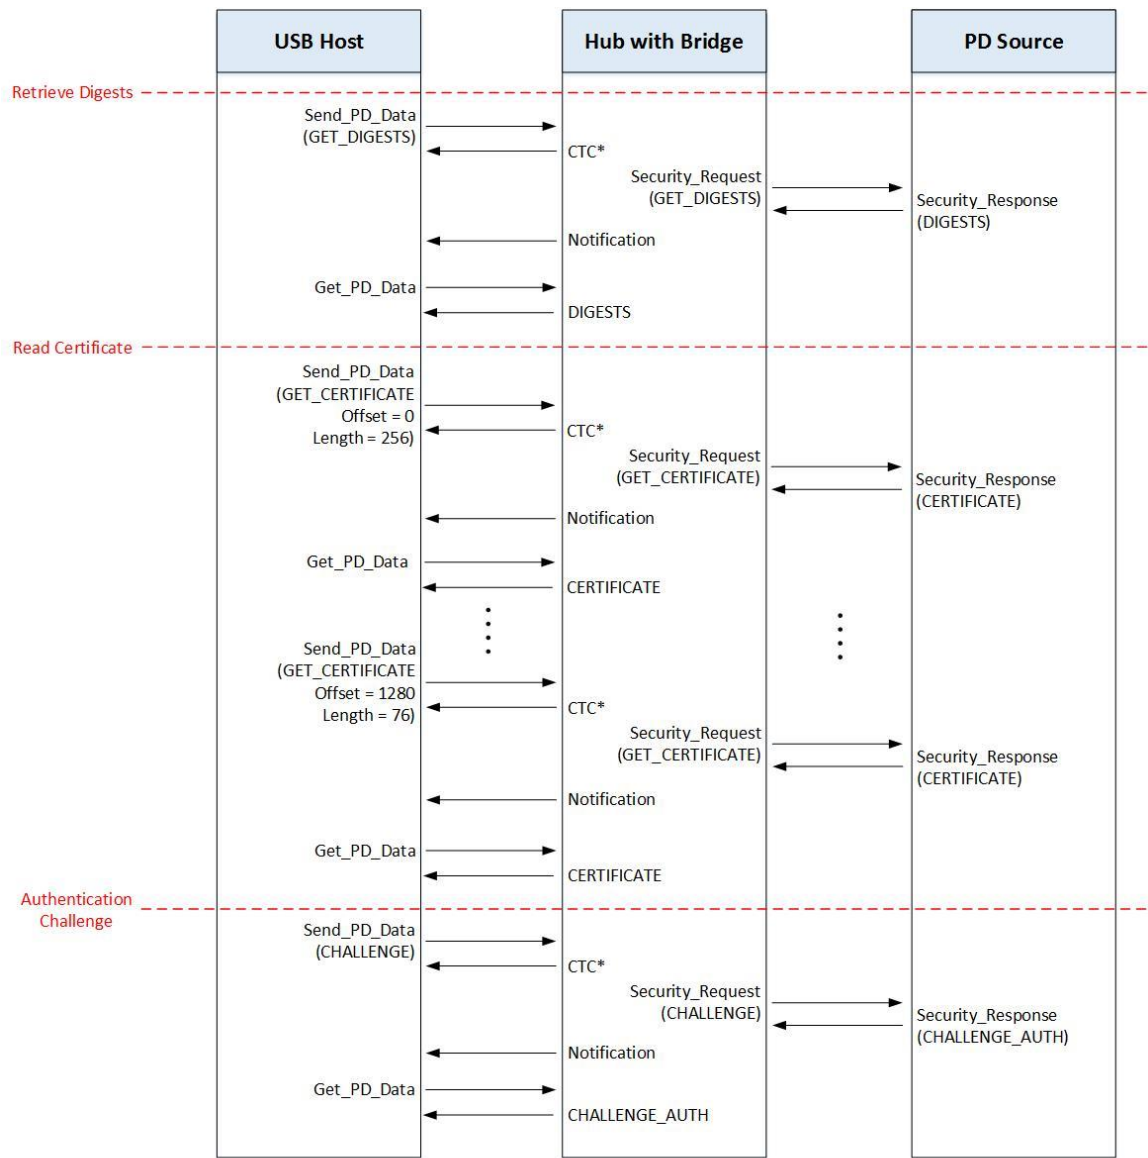 USB Host
Hub with Bridge
PD Source
Retrieve Digests
Send_PD_Data
(GET_DIGESTS)
CTC*
Security_Request
(GET_DIGESTS)
Security_Response
(DIGESTS)
Notification
Get_PD_Data
DIGESTS
Read Certificate
Send_PD_Data
(GET_CERTIFICATE
Offset = 0
Length = 256)
CTC*
Security_Request
(GET_CERTIFICATE)
Security_Response
(CERTIFICATE)
Notification
Get_PD_Data
CERTIFICATE
Send_PD_Data
(GET_CERTIFICATE
Offset = 1280
Length = 76)
CTC*
Security_Request
(GET_CERTIFICATE)
Security_Response
(CERTIFICATE)
Notification
Get_PD_Data
CERTIFICATE
Authentication
Challenge
Send_PD_Data
(CHALLENGE)
CTC*
Security_Request
(CHALLENGE)
Security_Response
(CHALLENGE_AUTH)
Notification
Get_PD_Data
CHALLENGE_AUTH